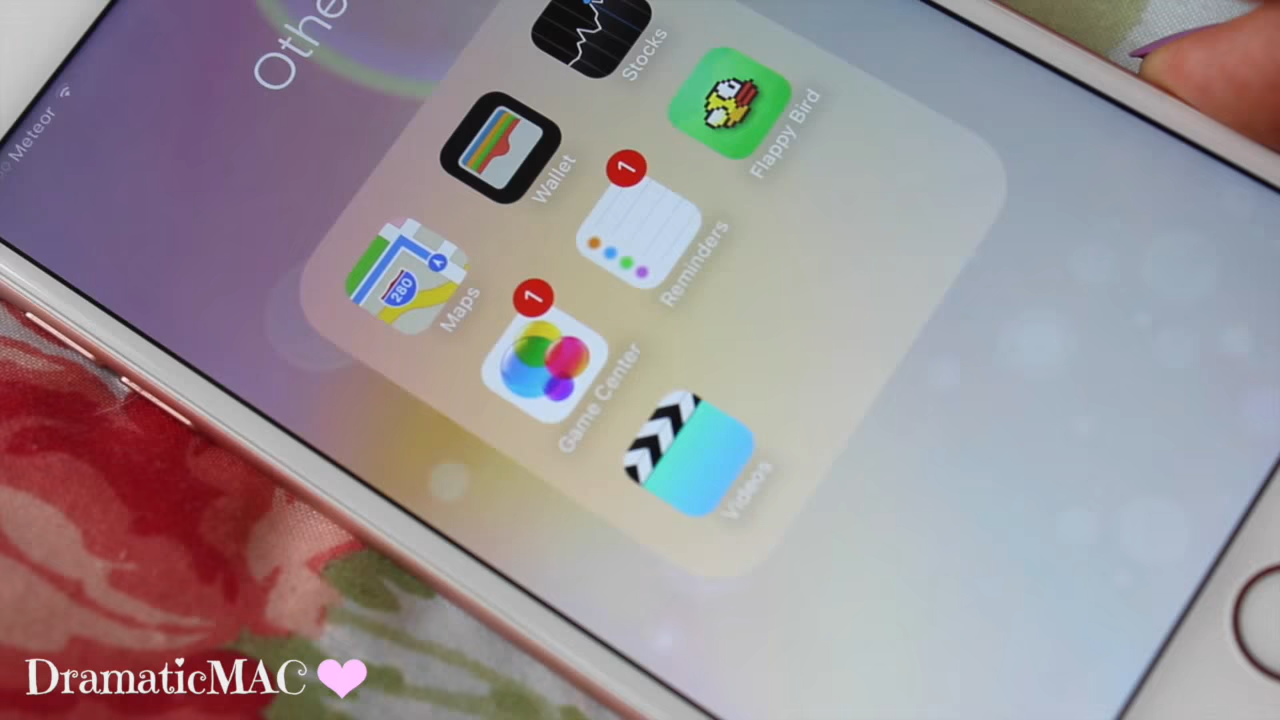 Meteor
Othe
Stocks
Wallet
Flappy Bird
Maps
1
Reminders
280
1
Game Center
Videos
DramaticMAC